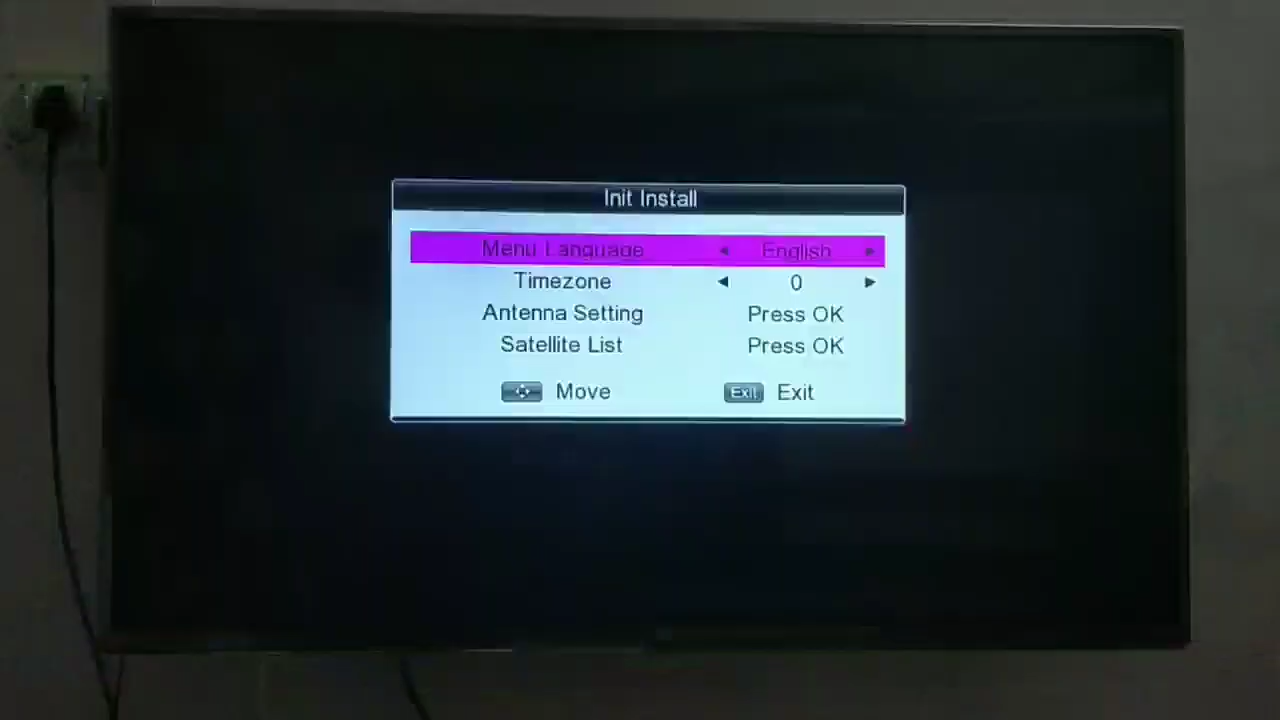 Init Install
Menu Language ◄ English ►
Timezone ◄ 0 ►
Antenna Setting Press OK
Satellite List Press OK
Move Exit Exit